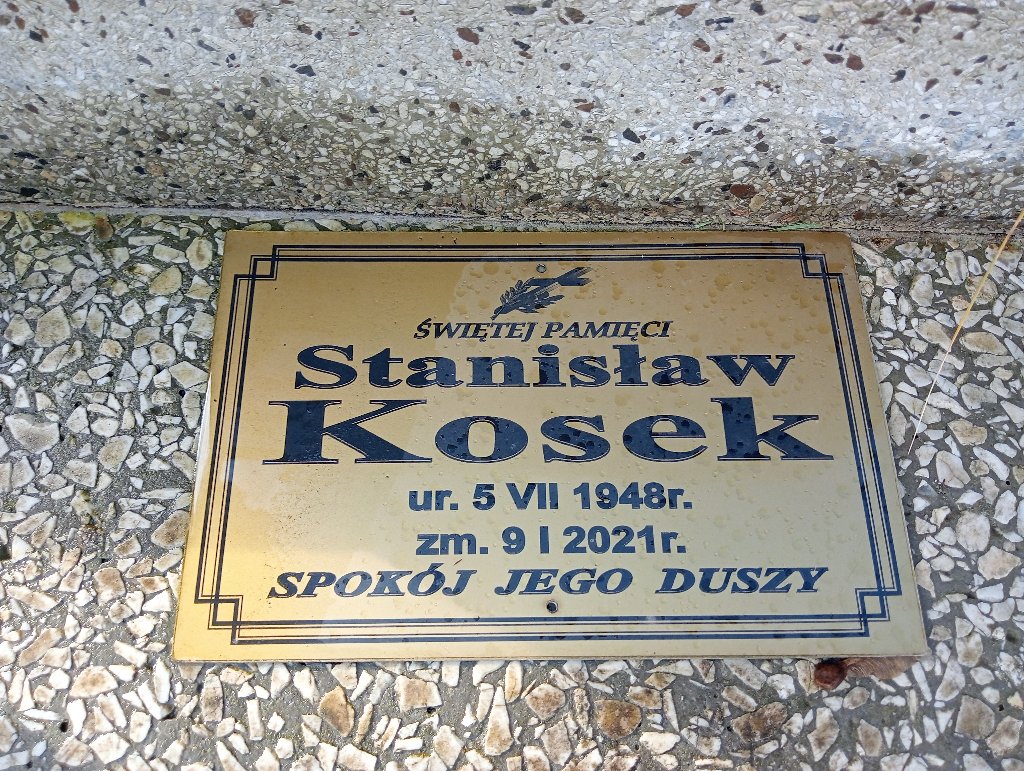 ŚWIĘTEJ PAMIĘCI
Stanisław
Kosek
ur. 5 VII 1948r.
zm. 9 I 2021r.
SPOKÓJ JEGO DUSZY